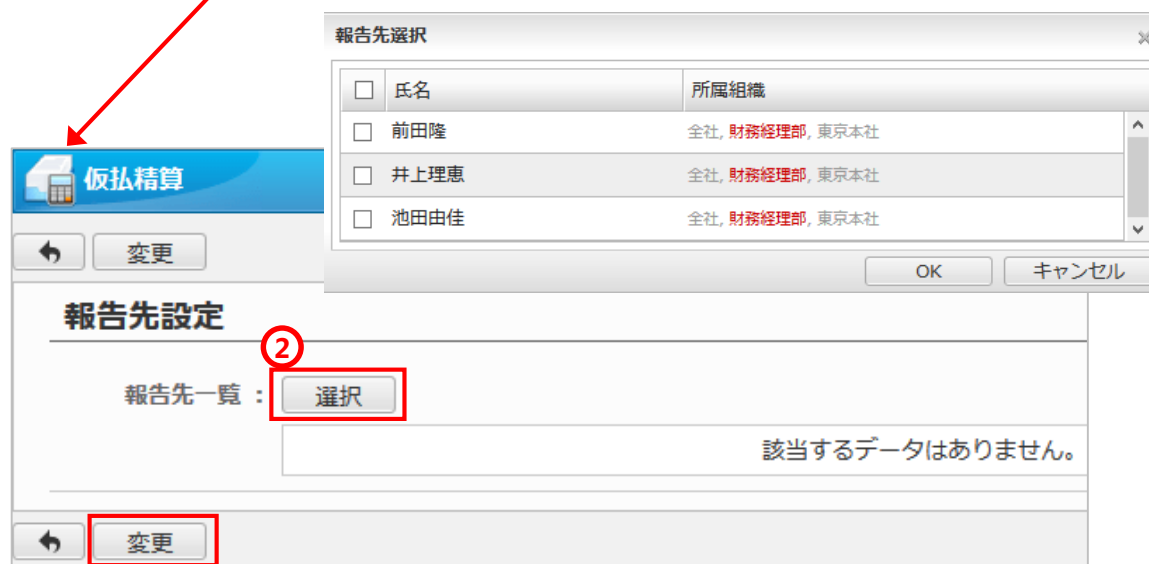 報告先選択
氏名 所属組織
前田隆 全社, 財務経理部, 東京本社
井上理恵 全社, 財務経理部, 東京本社
池田由佳 全社, 財務経理部, 東京本社
OK キャンセル
仮払精算
変更
報告先設定
②
報告先一覧 : 選択
該当するデータはありません。
変更